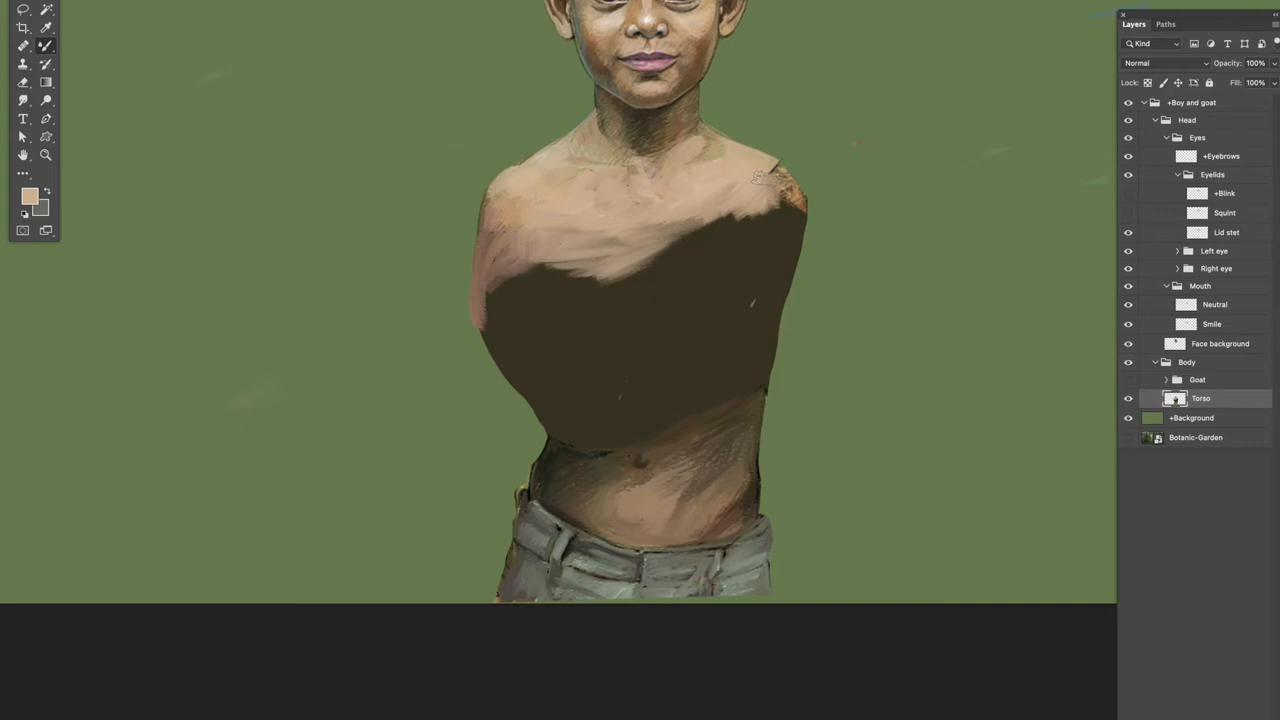 Layers Paths
Kind
Normal Opacity: 100%
Lock: Fill: 100%
+Boy and goat
Head
Eyes
+Eyebrows
Eyelids
+Blink
Squint
Lid stet
Left eye
Right eye
Mouth
Neutral
Smile
Face background
Body
Goat
Torso
+Background
Botanic-Garden